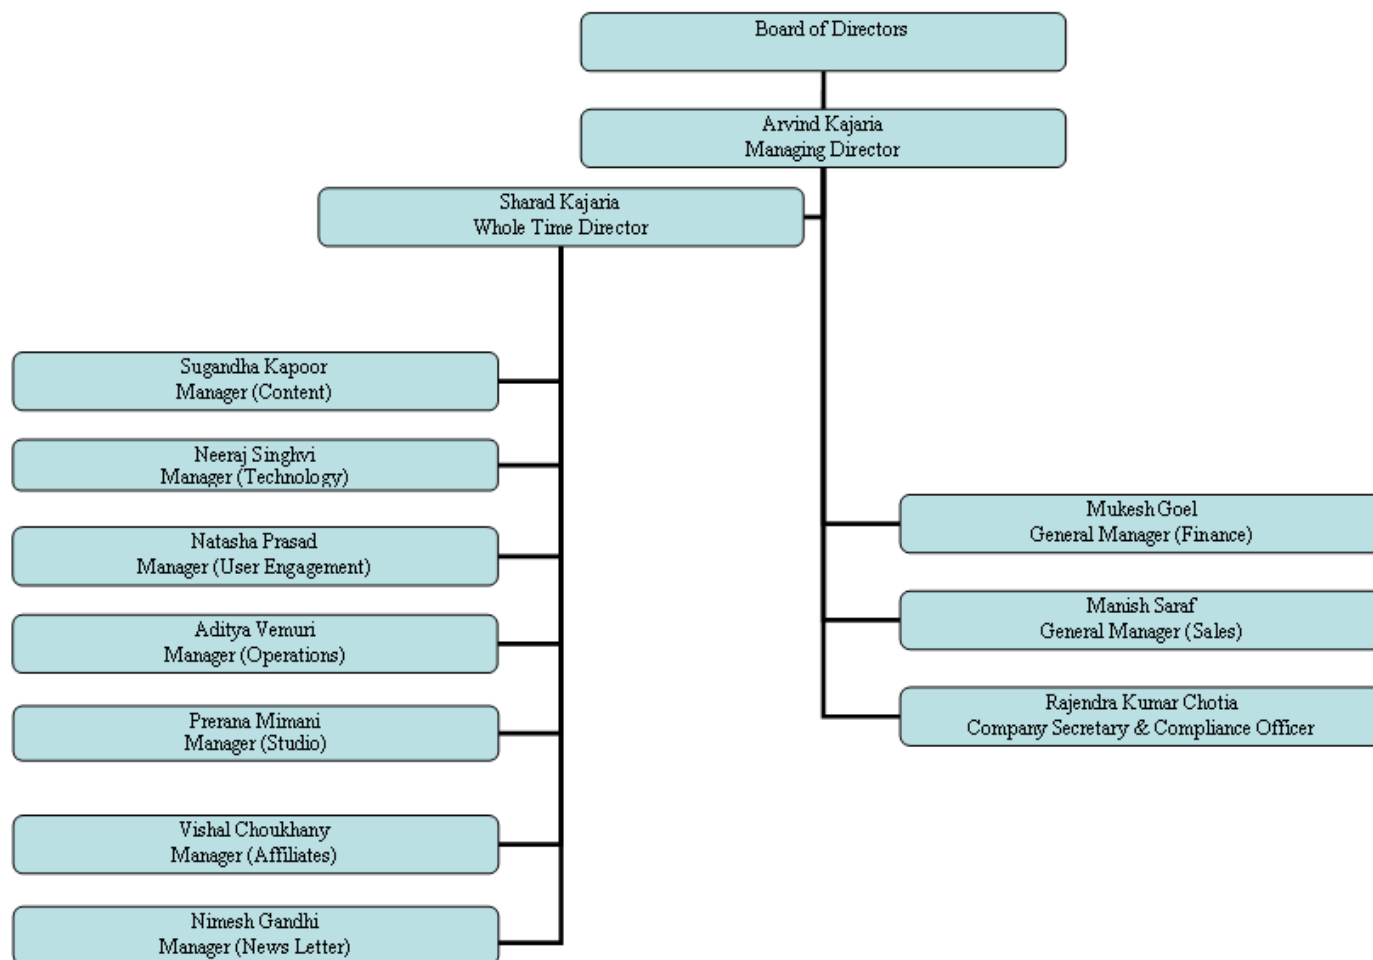 Board of Directors
Arvind Kajaria
Managing Director
Sharad Kajaria
Whole Time Director
Sugandha Kapoor
Manager (Content)
Neeraj Singhvi
Manager (Technology)
Natasha Prasad
Manager (User Engagement)
Aditya Vemuri
Manager (Operations)
Prerana Mimani
Manager (Studio)
Vishal Choukhany
Manager (Affiliates)
Nimesh Gandhi
Manager (News Letter)
Mukesh Goel
General Manager (Finance)
Manish Saraf
General Manager (Sales)
Rajendra Kumar Chotia
Company Secretary & Compliance Officer